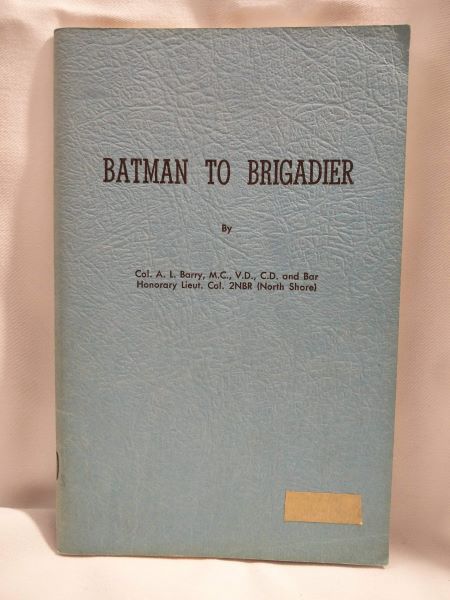 BATMAN TO BRIGADIER
By
Col. A. L. Barry, M.C., V.D., C.D. and Bar
Honorary Lieut. Col. 2NBR (North Shore)